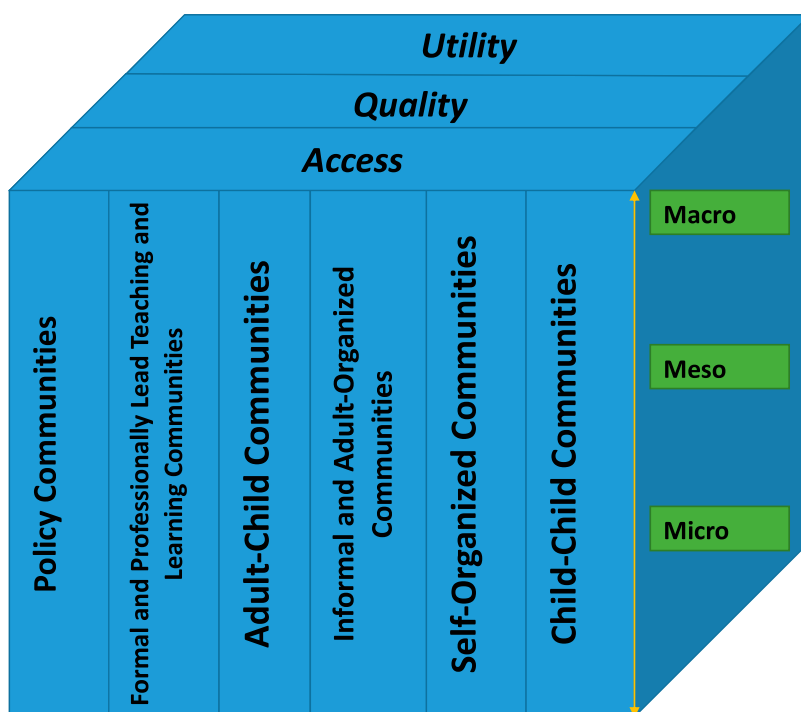 Utility
Quality
Access
Policy Communities
Formal and Professionally Lead Teaching and
Learning Communities
Adult-Child Communities
Informal and Adult-Organized
Communities
Self-Organized Communities
Child-Child Communities
Macro
Meso
Micro